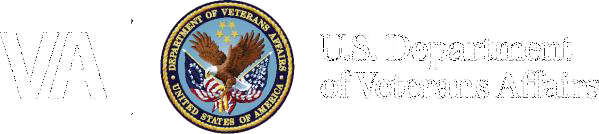 VA
DEPARTMENT OF VETERANS AFFAIRS
UNITED STATES OF AMERICA
U.S. Department
of Veterans Affairs